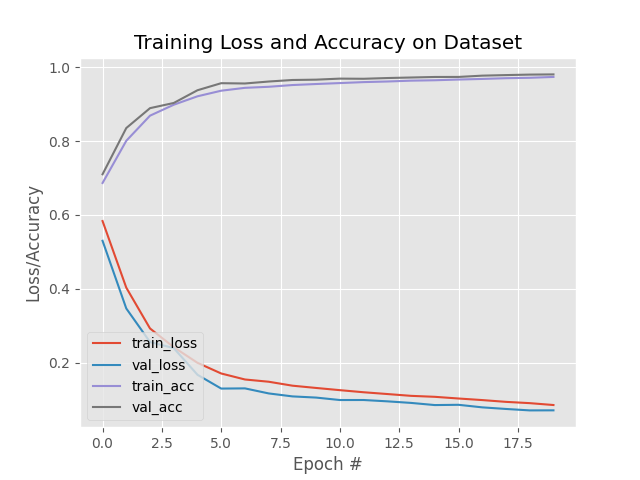 Training Loss and Accuracy on Dataset
1.0
0.8
0.6
0.4
0.2
Loss/Accuracy
train_loss
val_loss
train_acc
val_acc
0.0 2.5 5.0 7.5 10.0 12.5 15.0 17.5
Epoch #